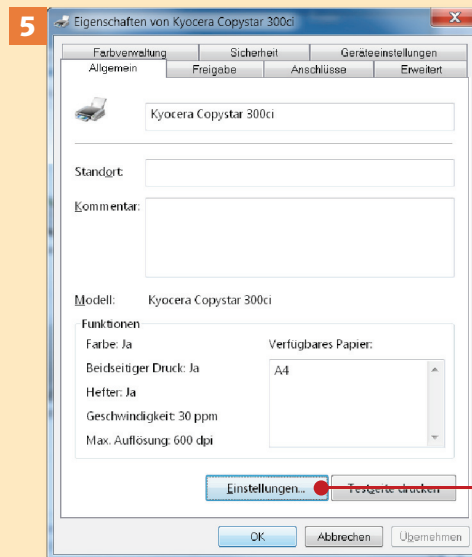 5
Eigenschaften von Kyocera Copystar 300ci
X
Farbverwaltung Sicherheit Geräteeinstellungen
Allgemein Freigabe Anschlüsse Erweitert
Kyocera Copystar 300ci
Standort:
Kommentar:
Modell: Kyocera Copystar 300ci
Funktionen
Farbe: Ja Verfügbares Papier:
Beidseitiger Druck: Ja A4
Hefter: Ja
Geschwindigkeit: 30 ppm
Max. Auflösung: 600 dpi
Einstellungen... Testseite drucken
OK Abbrechen Übernehmen